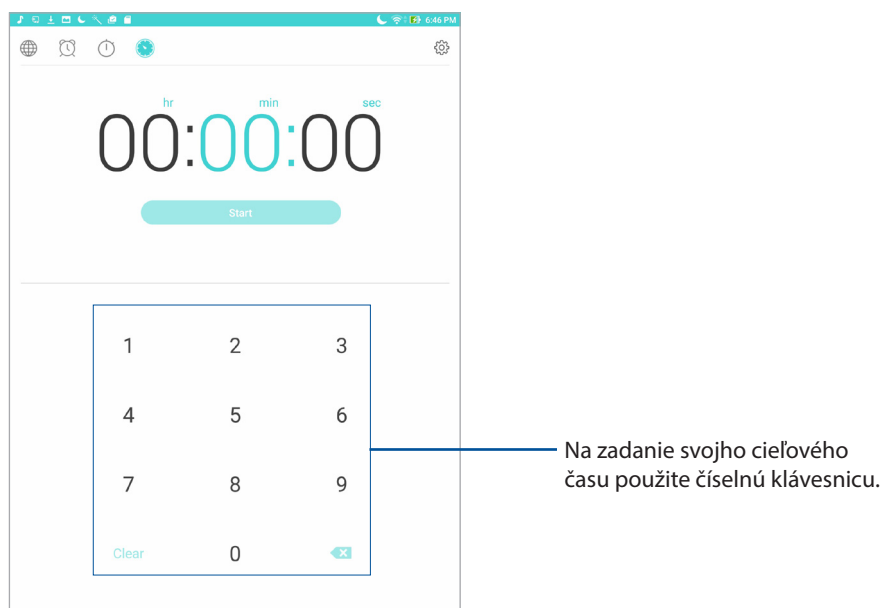 6:46 PM
hr min sec
00:00:00
Start
1 2 3
4 5 6
7 8 9
Clear 0
Na zadanie svojho cieľového
času použite číselnú klávesnicu.